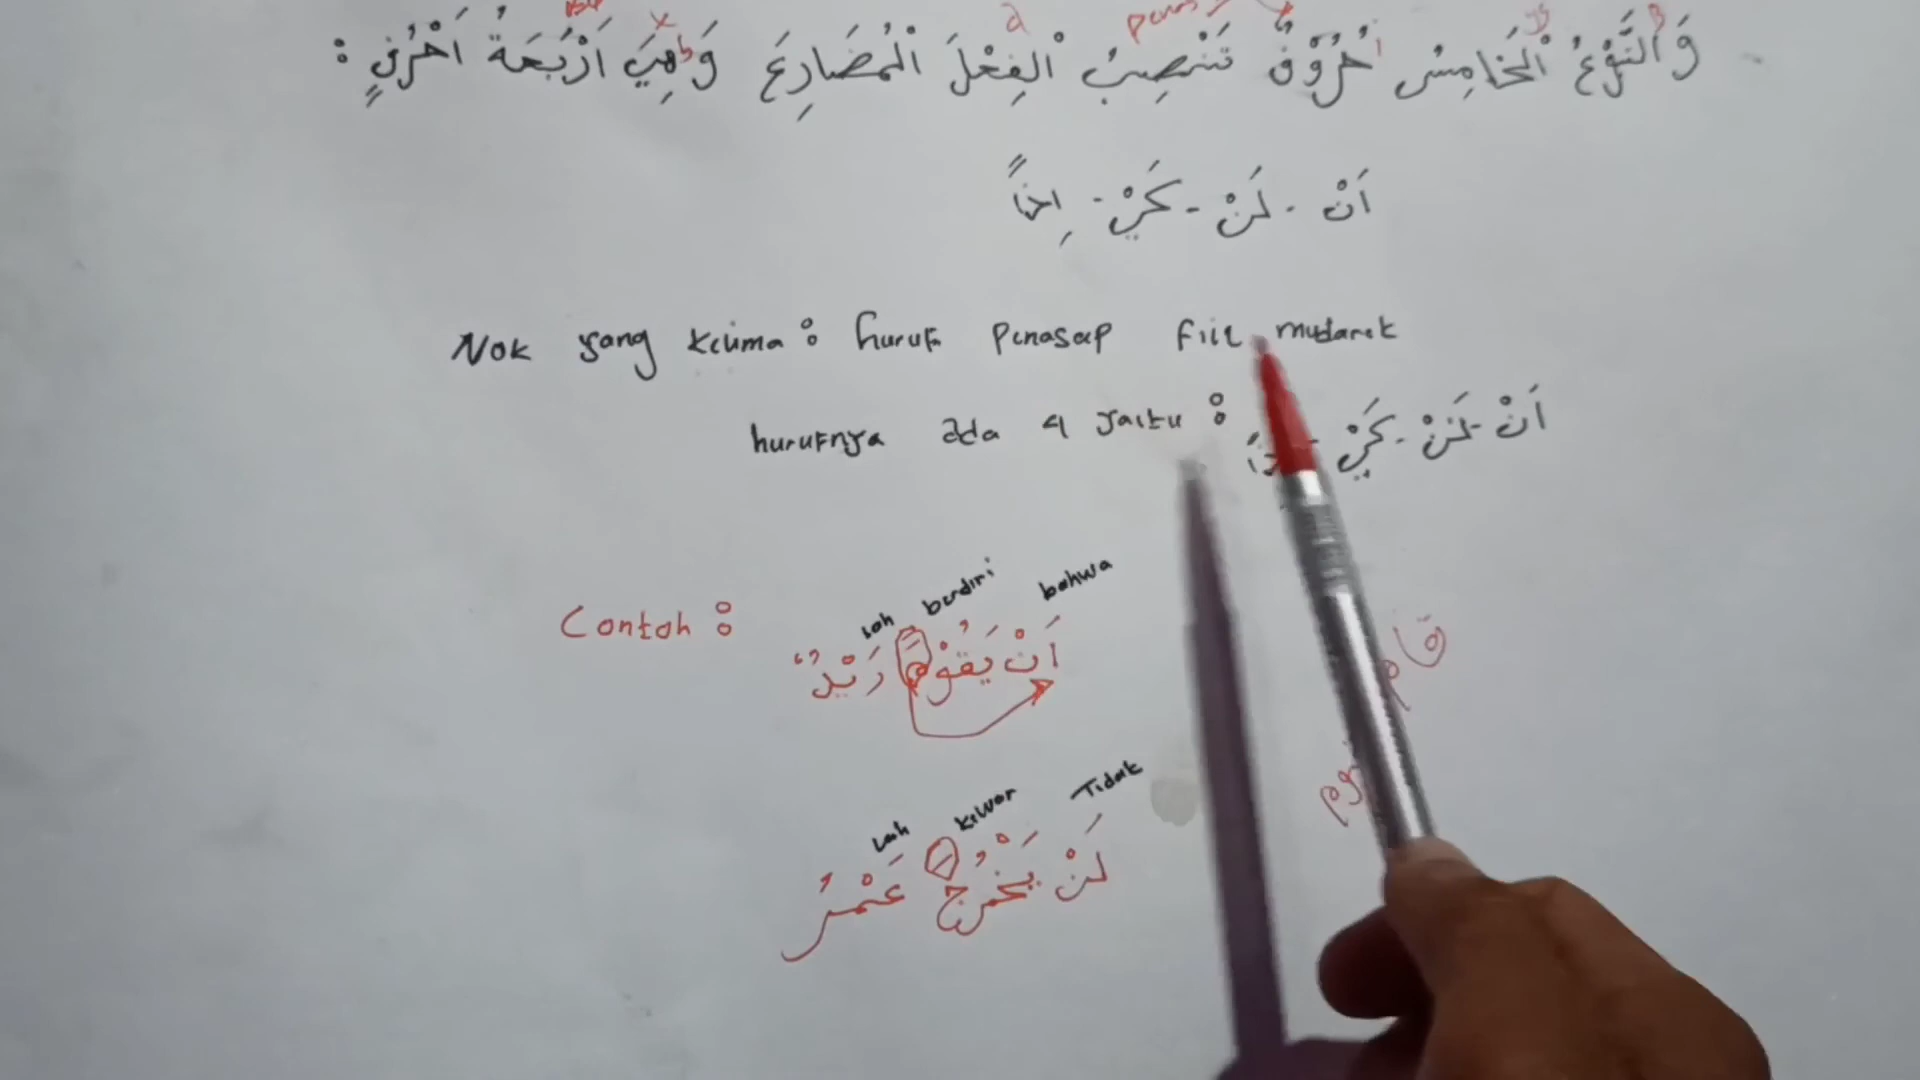 وَالنَّوْعُ الْخَامِسُ حُرُوْفٌ تَنْصِبُ الْفِعْلَ الْمُضَارِعَ وَهِيَ اَرْبَعَةُ اَحْرُفٍ :
اَنْ - لَنْ - كَيْ - اِذًا
Nok yang kelima : huruf penasap fiil mudarek
hurufnya ada 4 yaitu : اَنْ - لَنْ - كَيْ -
Contoh :
bahwa berdiri
اَنْ يَقُوْمَ زَيْدٌ
قام
Tidak
لَنْ يَخْرُجَ عَمْرُ